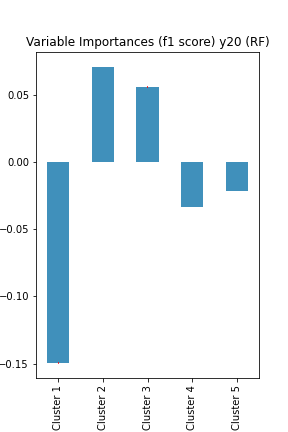 Variable Importances (f1 score) y20 (RF)
0.05
0.00
−0.05
−0.10
−0.15
Cluster 1
Cluster 2
Cluster 3
Cluster 4
Cluster 5